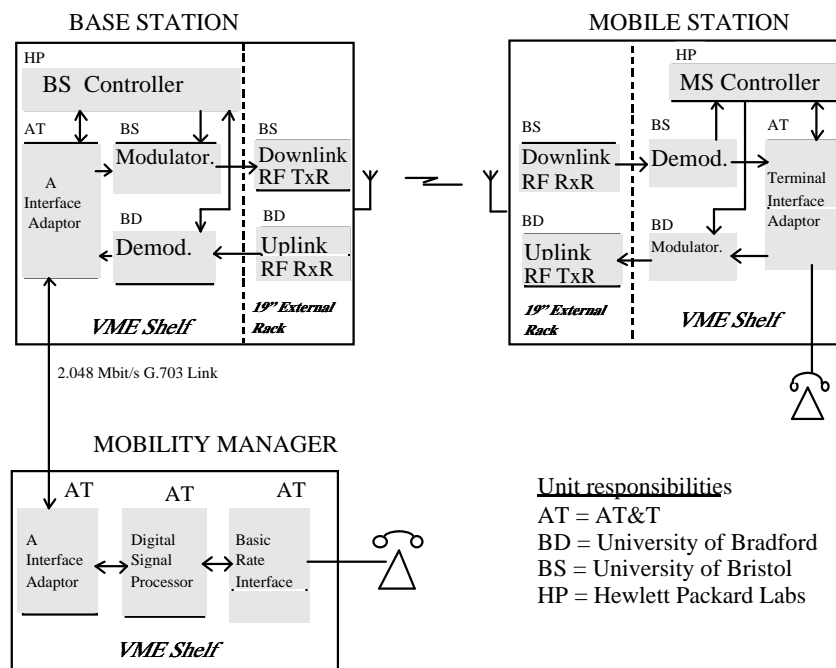 BASE STATION
HP
BS Controller
AT
BS
BS
A
Interface
Adaptor
Modulator.
Downlink
RF TxR
BD
BD
Demod.
Uplink
RF RxR
19" External
Rack
VME Shelf
2.048 Mbit/s G.703 Link
MOBILE STATION
HP
MS Controller
BS
BS
AT
Downlink
RF RxR
Demod.
Terminal
Interface
Adaptor
BD
BD
Uplink
RF TxR
Modulator.
19" External
Rack
VME Shelf
MOBILITY MANAGER
AT
AT
AT
A
Interface
Adaptor
Digital
Signal
Processor
Basic
Rate
Interface
VME Shelf
Unit responsibilities
AT = AT&T
BD = University of Bradford
BS = University of Bristol
HP = Hewlett Packard Labs